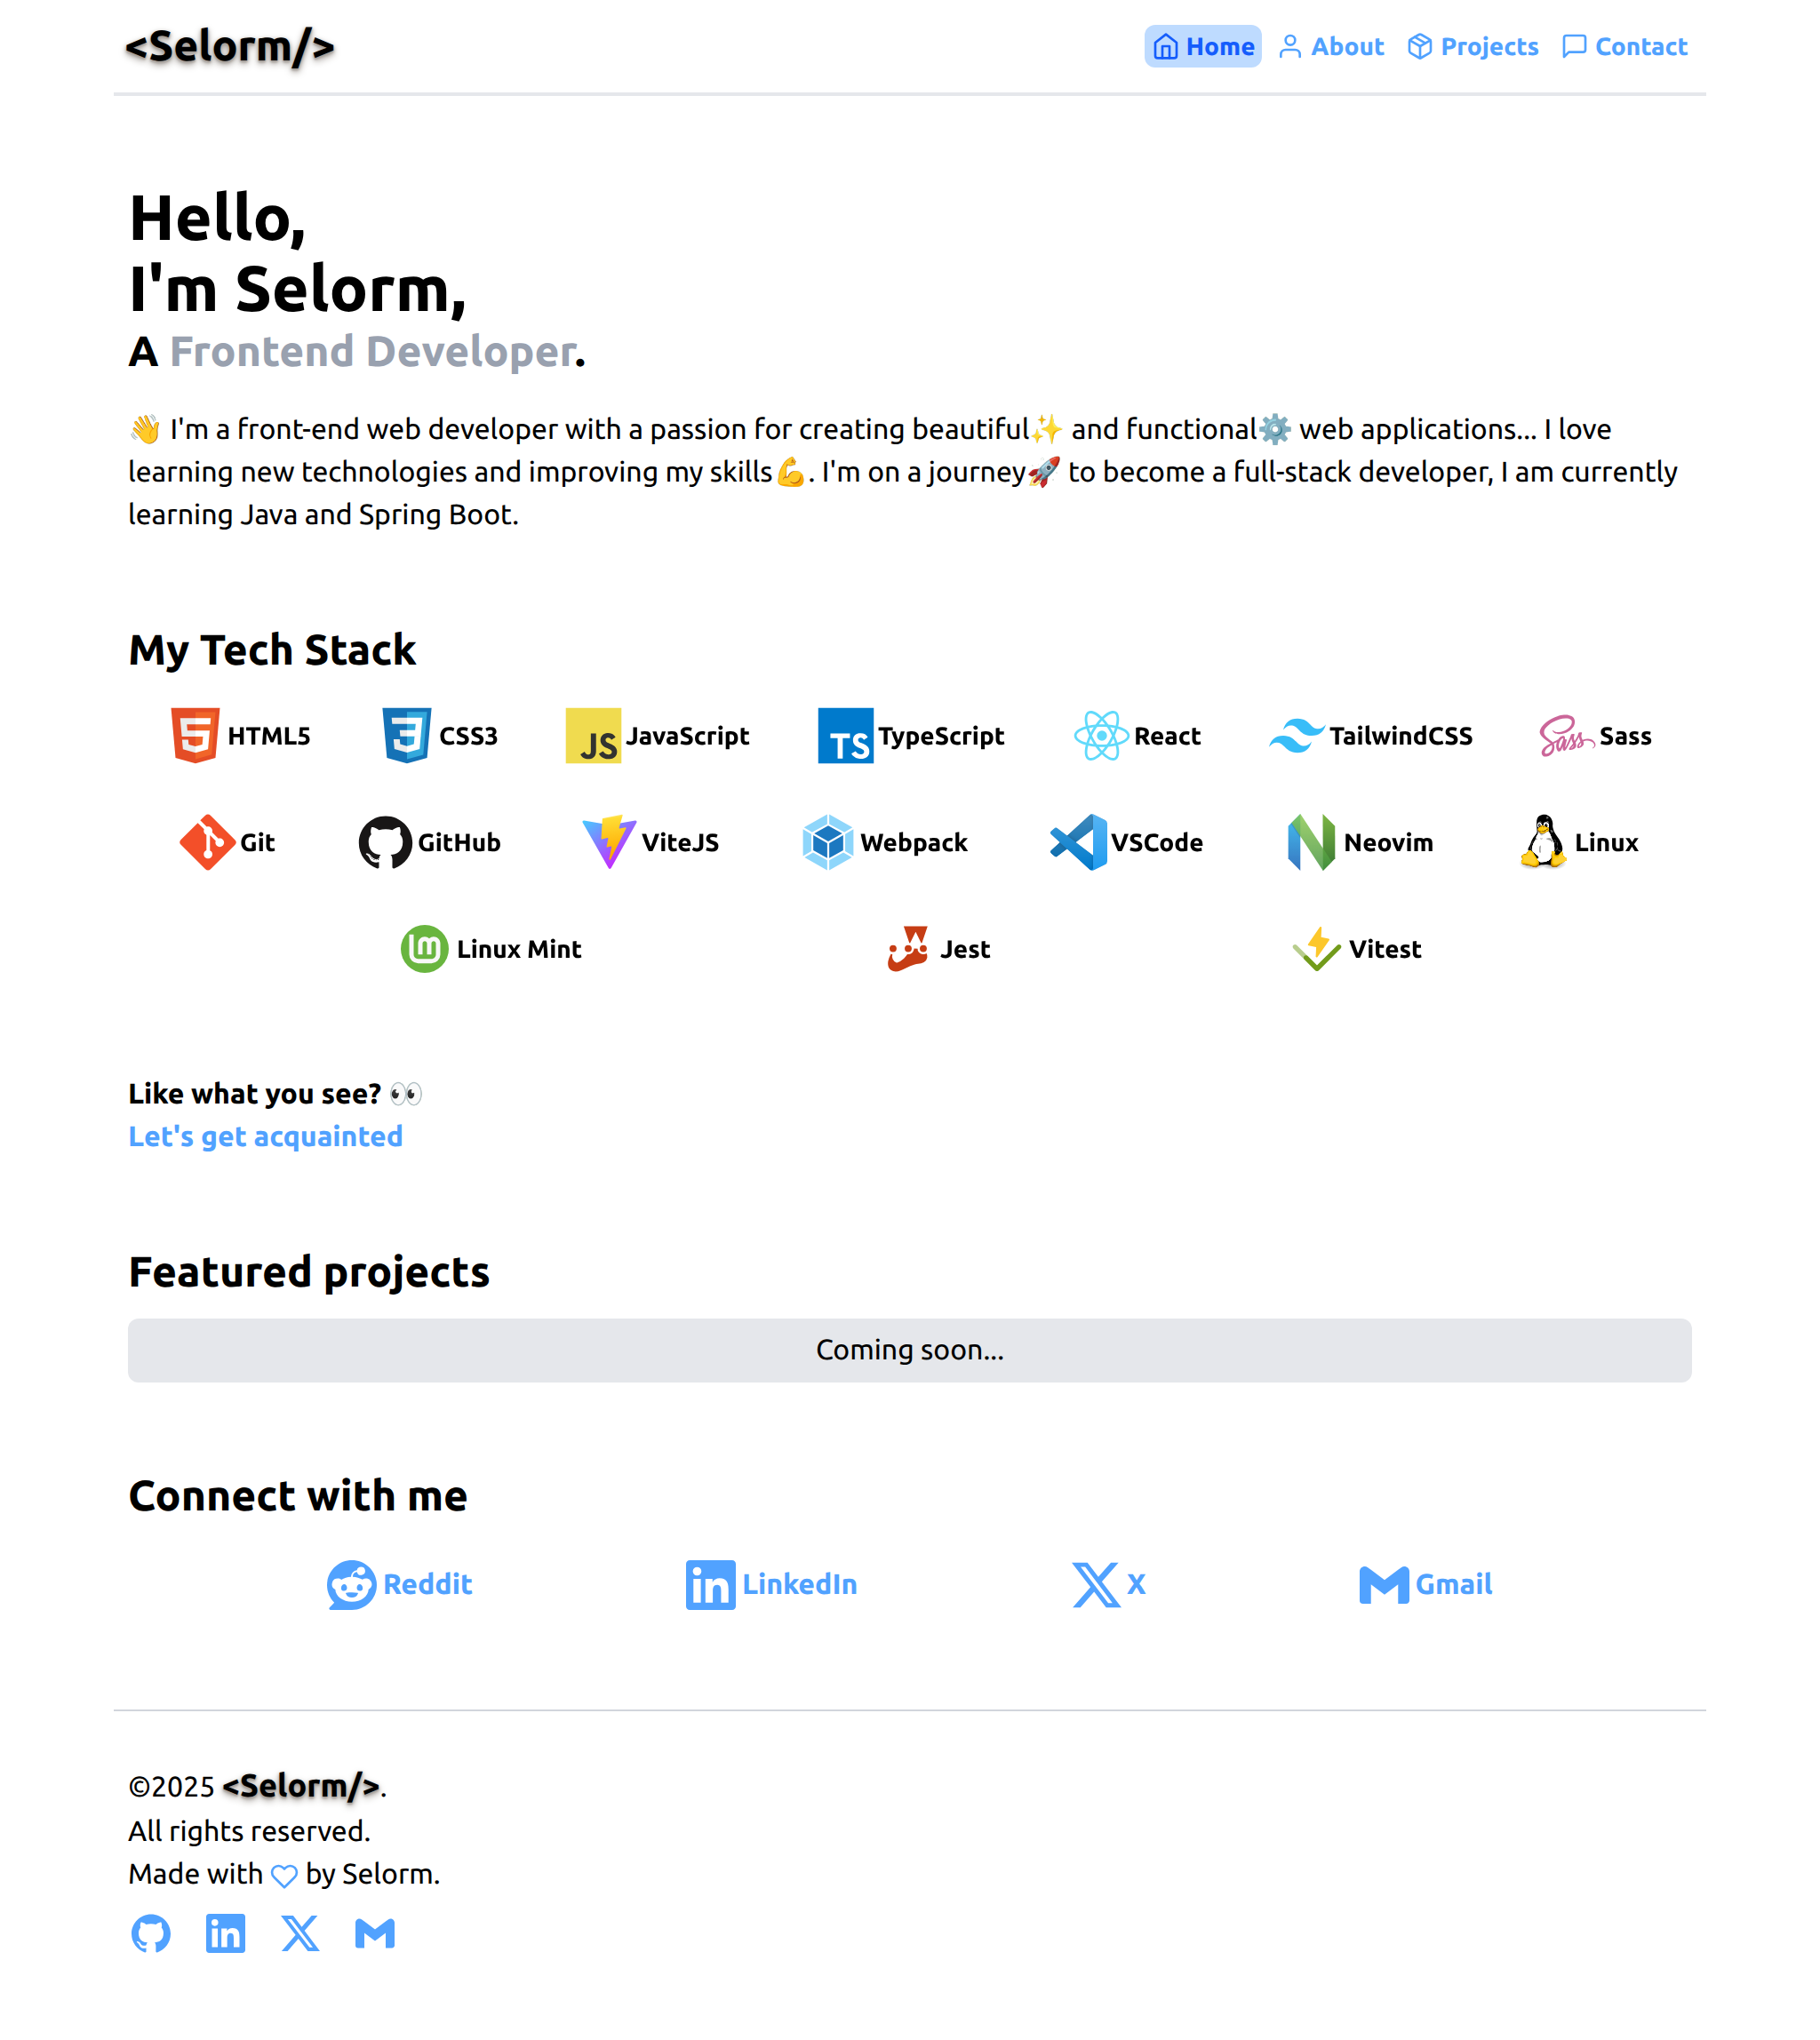 <Selorm/>
Home About Projects Contact
Hello,
I'm Selorm,
A Frontend Developer.
👋 I'm a front-end web developer with a passion for creating beautiful✨ and functional⚙️ web applications... I love
learning new technologies and improving my skills💪. I'm on a journey🚀 to become a full-stack developer, I am currently
learning Java and Spring Boot.
My Tech Stack
HTML5 CSS3 JS JavaScript TS TypeScript React TailwindCSS Sass Sass
Git GitHub ViteJS Webpack VSCode Neovim Linux
Linux Mint Jest Vitest
Like what you see? 👀
Let's get acquainted
Featured projects
Coming soon...
Connect with me
Reddit in LinkedIn X Gmail
©2025 <Selorm/>.
All rights reserved.
Made with by Selorm.
in